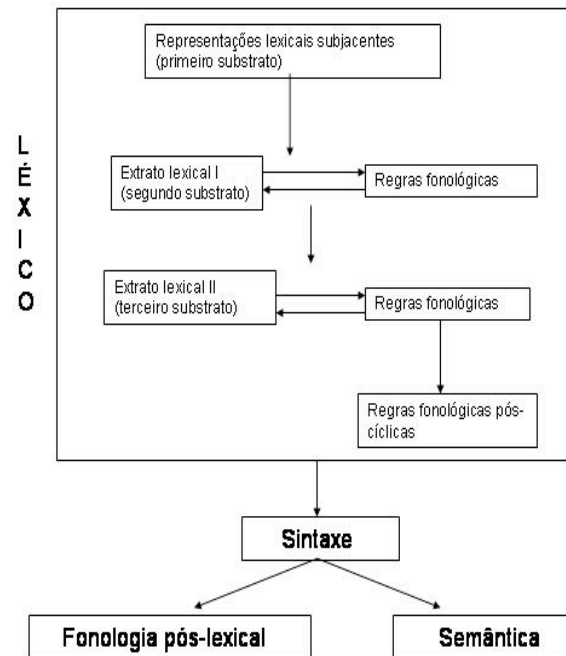 Representações lexicais subjacentes
(primeiro substrato)
LÉXICO
Extrato lexical I
(segundo substrato)
Regras fonológicas
Extrato lexical II
(terceiro substrato)
Regras fonológicas
Regras fonológicas pós-
cíclicas
Sintaxe
Fonologia pós-lexical
Semântica